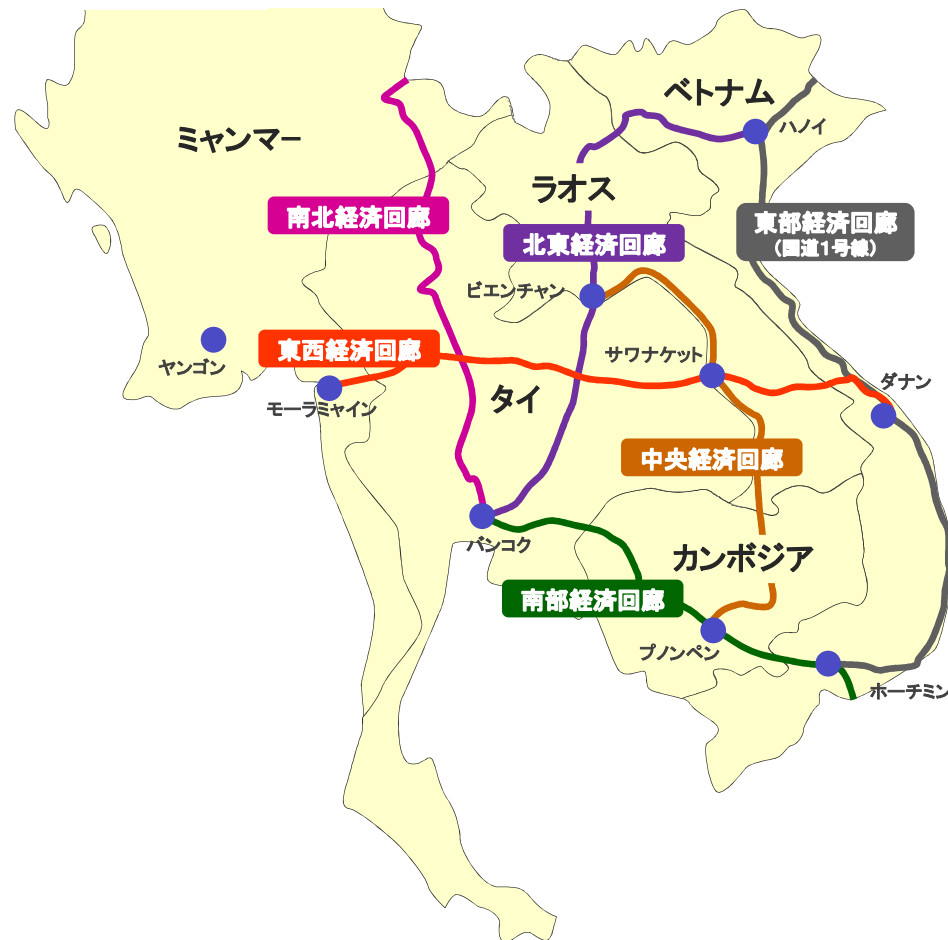 ベトナム
ハノイ
ミャンマー
ラオス
南北経済回廊
東部経済回廊
(国道1号線)
北東経済回廊
ビエンチャン
ヤンゴン
東西経済回廊
サワナケット
モーラミャイン
タイ
ダナン
中央経済回廊
バンコク
カンボジア
南部経済回廊
プノンペン
ホーチミン